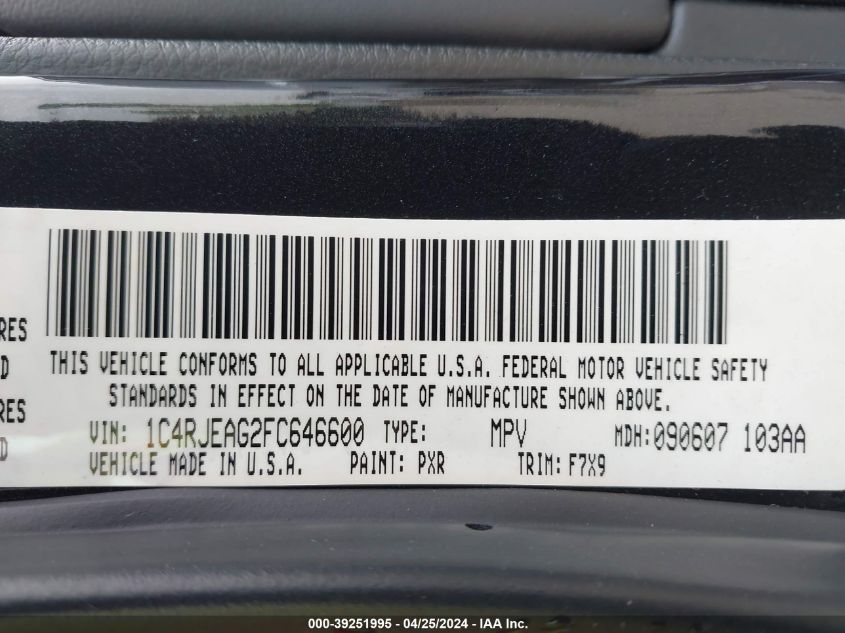 THIS VEHICLE CONFORMS TO ALL APPLICABLE U.S.A. FEDERAL MOTOR VEHICLE SAFETY
STANDARDS IN EFFECT ON THE DATE OF MANUFACTURE SHOWN ABOVE.
VIN: 1C4RJEAG2FC646600 TYPE: MPV MDH:090607 103AA
VEHICLE MADE IN U.S.A. PAINT: PXR TRIM: F7X9
RES
D
RES
D
000-39251995 - 04/25/2024 - IAA Inc.